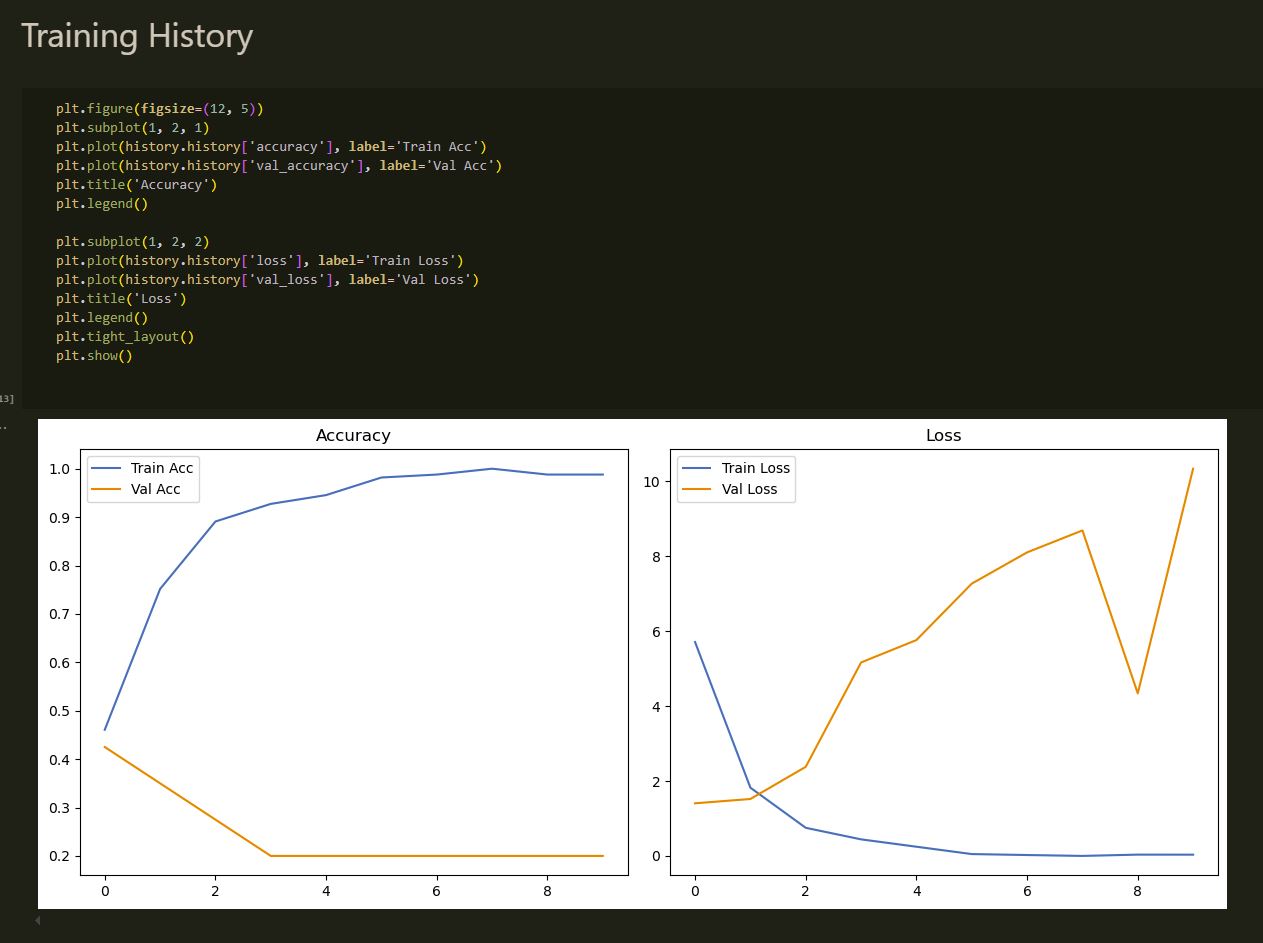 Training History
plt.figure(figsize=(12, 5))
plt.subplot(1, 2, 1)
plt.plot(history.history['accuracy'], label='Train Acc')
plt.plot(history.history['val_accuracy'], label='Val Acc')
plt.title('Accuracy')
plt.legend()
plt.subplot(1, 2, 2)
plt.plot(history.history['loss'], label='Train Loss')
plt.plot(history.history['val_loss'], label='Val Loss')
plt.title('Loss')
plt.legend()
plt.tight_layout()
plt.show()
13]
Accuracy
Train Acc
Val Acc
1.0
0.9
0.8
0.7
0.6
0.5
0.4
0.3
0.2
0 2 4 6 8
Loss
Train Loss
Val Loss
10
8
6
4
2
0
0 2 4 6 8